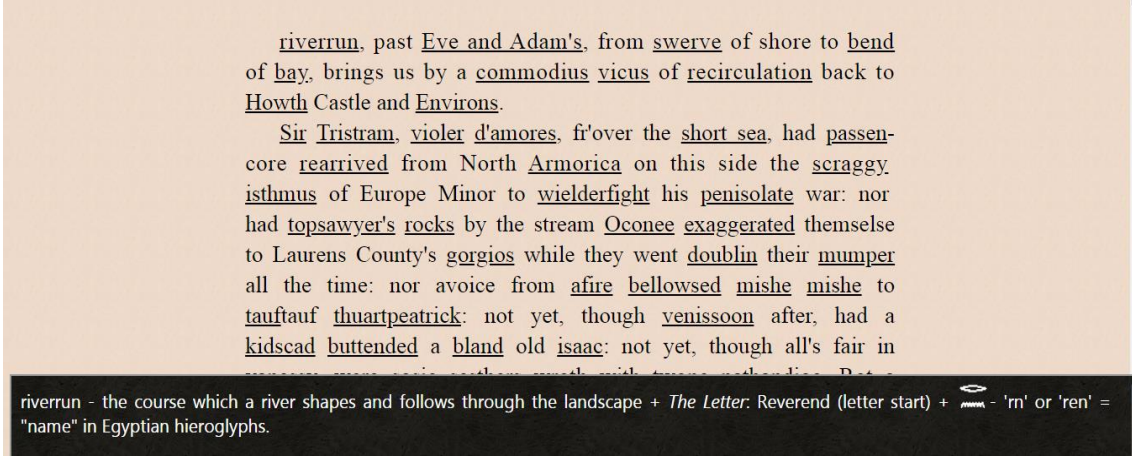 riverrun, past Eve and Adam's, from swerve of shore to bend
of bay, brings us by a commodius vicus of recirculation back to
Howth Castle and Environs.
Sir Tristram, violer d'amores, fr'over the short sea, had passen-
core rearrived from North Armorica on this side the scraggy
isthmus of Europe Minor to wielderfight his penisolate war: nor
had topsawyer's rocks by the stream Oconee exaggerated themselse
to Laurens County's gorgios while they went doublin their mumper
all the time: nor avoice from afire bellowsed mishe mishe to
tauftauf thuartpeatrick: not yet, though venissoon after, had a
kidscad buttended a bland old isaac: not yet, though all's fair in
riverrun - the course which a river shapes and follows through the landscape + The Letter: Reverend (letter start) + 𓂋𓈖 - 'rn' or 'ren' =
"name" in Egyptian hieroglyphs.